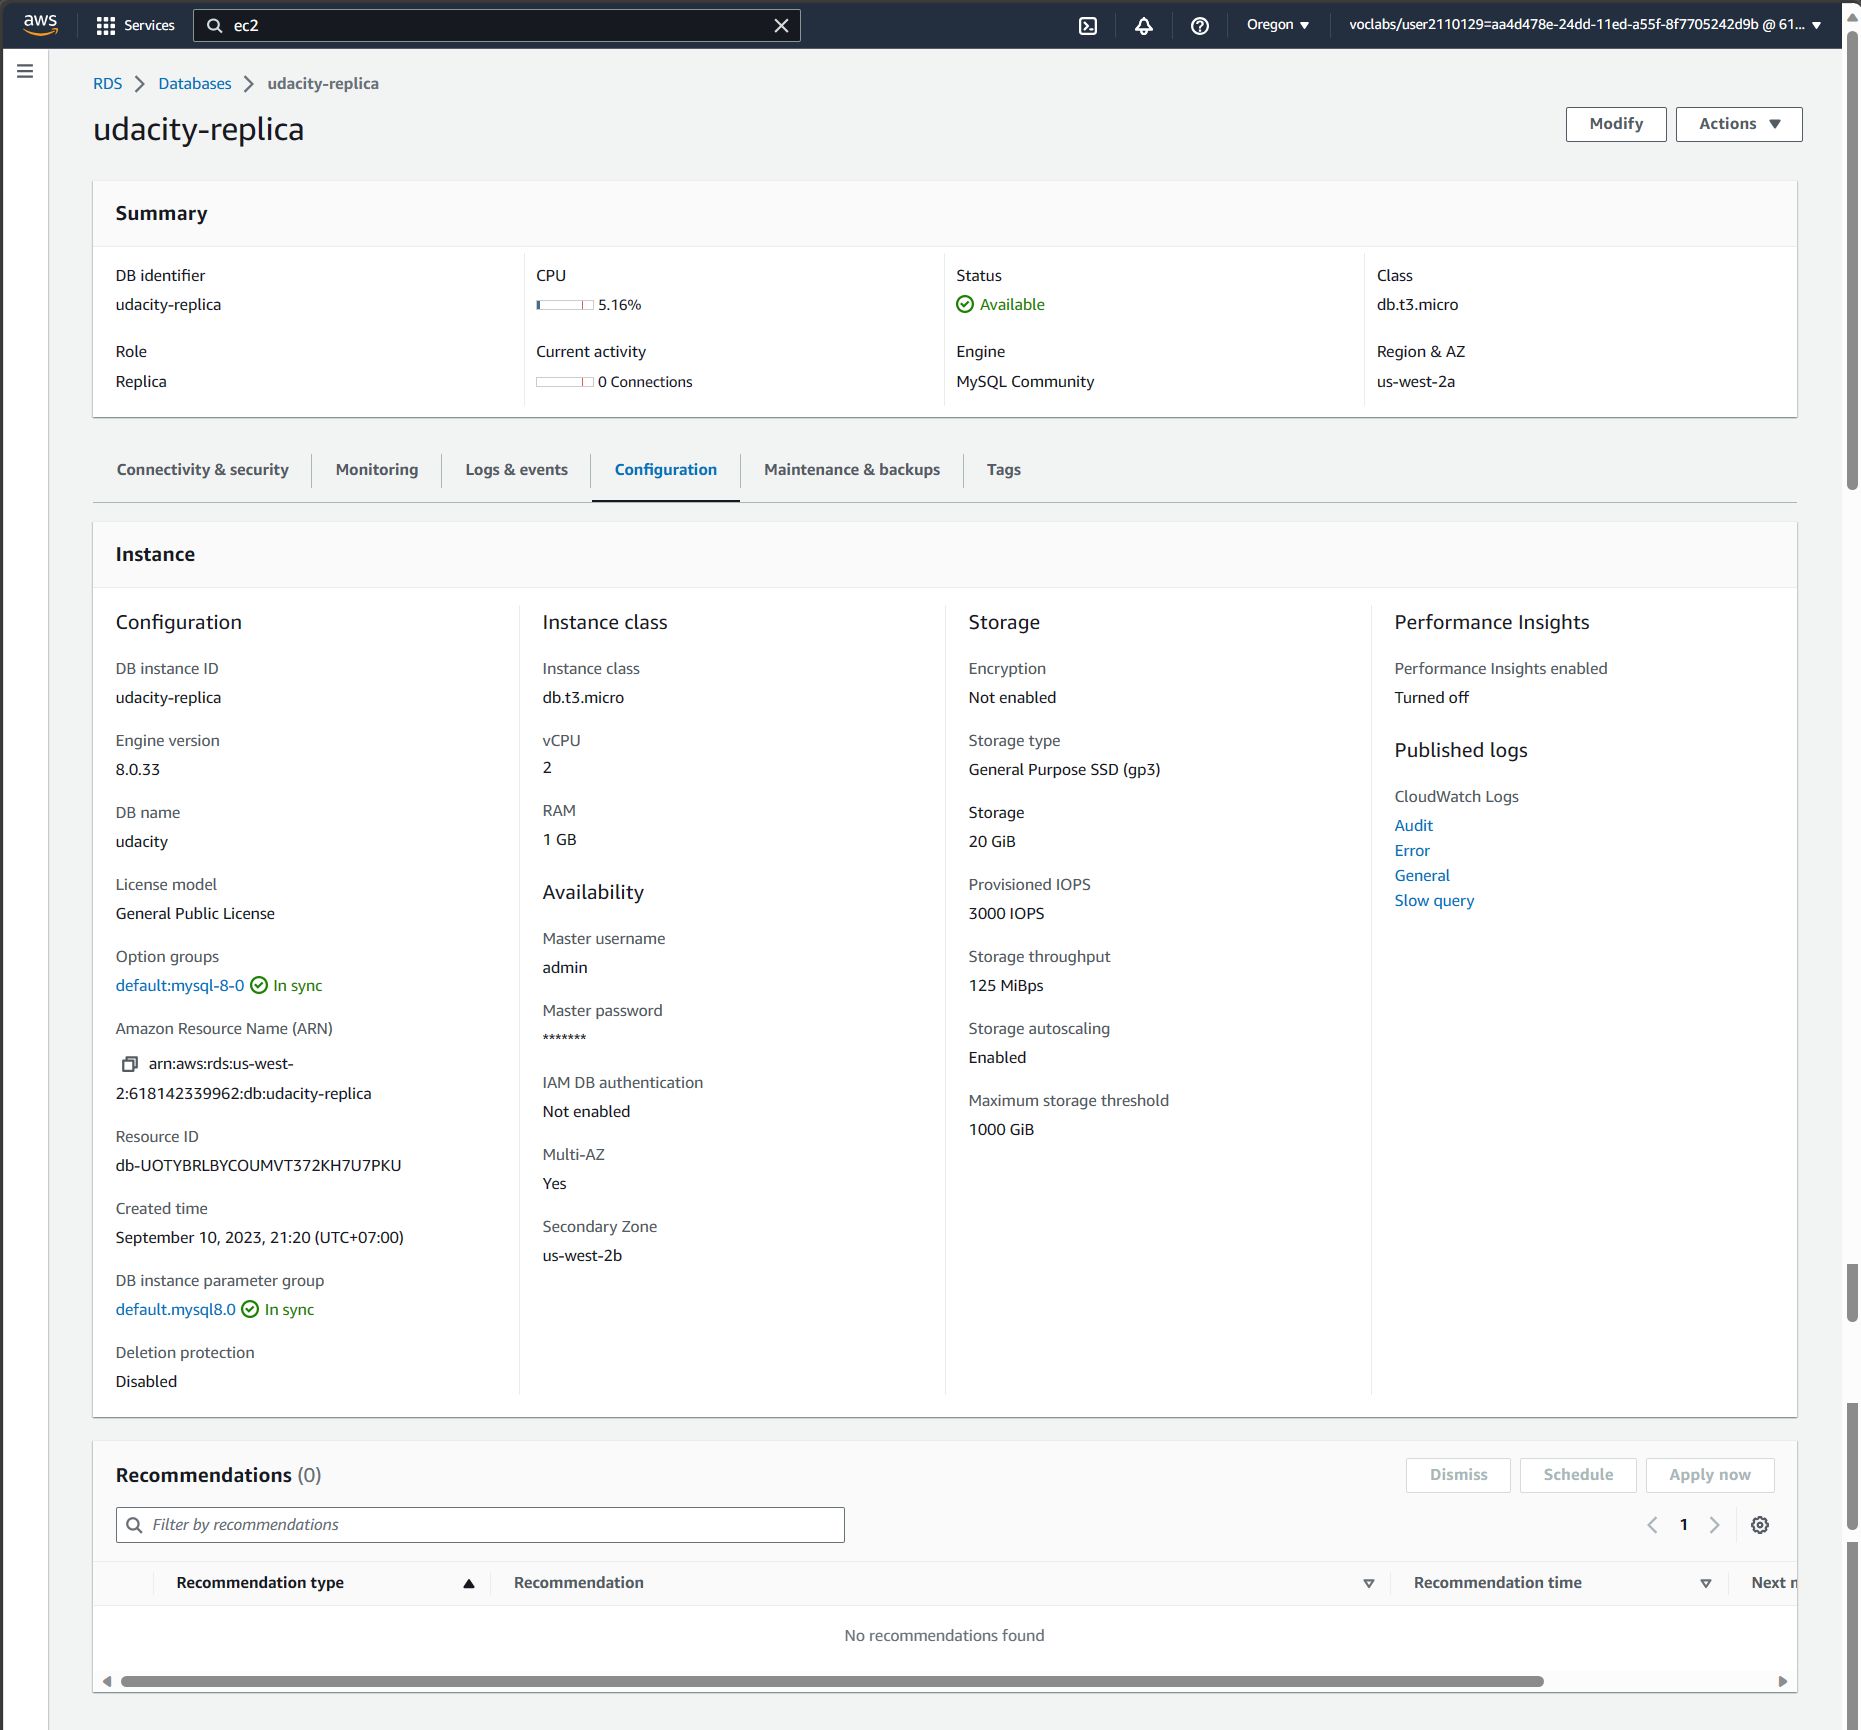 aws
Services
ec2
Oregon
voclabs/user2110129=aa4d478e-24dd-11ed-a55f-8f7705242d9b @ 61...
RDS
Databases
udacity-replica
udacity-replica
Modify
Actions
Summary
DB identifier
udacity-replica
CPU
5.16%
Status
Available
Class
db.t3.micro
Role
Replica
Current activity
0 Connections
Engine
MySQL Community
Region & AZ
us-west-2a
Connectivity & security
Monitoring
Logs & events
Configuration
Maintenance & backups
Tags
Instance
Configuration
DB instance ID
udacity-replica
Engine version
8.0.33
DB name
udacity
License model
General Public License
Option groups
default:mysql-8-0 In sync
Amazon Resource Name (ARN)
arn:aws:rds:us-west-
2:618142339962:db:udacity-replica
Resource ID
db-UOTYBRLBYCOUMVT372KH7U7PKU
Created time
September 10, 2023, 21:20 (UTC+07:00)
DB instance parameter group
default.mysql8.0 In sync
Deletion protection
Disabled
Instance class
Instance class
db.t3.micro
vCPU
2
RAM
1 GB
Availability
Master username
admin
Master password
*******
IAM DB authentication
Not enabled
Multi-AZ
Yes
Secondary Zone
us-west-2b
Storage
Encryption
Not enabled
Storage type
General Purpose SSD (gp3)
Storage
20 GiB
Provisioned IOPS
3000 IOPS
Storage throughput
125 MiBps
Storage autoscaling
Enabled
Maximum storage threshold
1000 GiB
Performance Insights
Performance Insights enabled
Turned off
Published logs
CloudWatch Logs
Audit
Error
General
Slow query
Recommendations (0)
Dismiss
Schedule
Apply now
Filter by recommendations
1
Recommendation type
Recommendation
Recommendation time
Next
No recommendations found